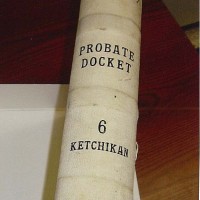 PROBATE
DOCKET
6
KETCHIKAN